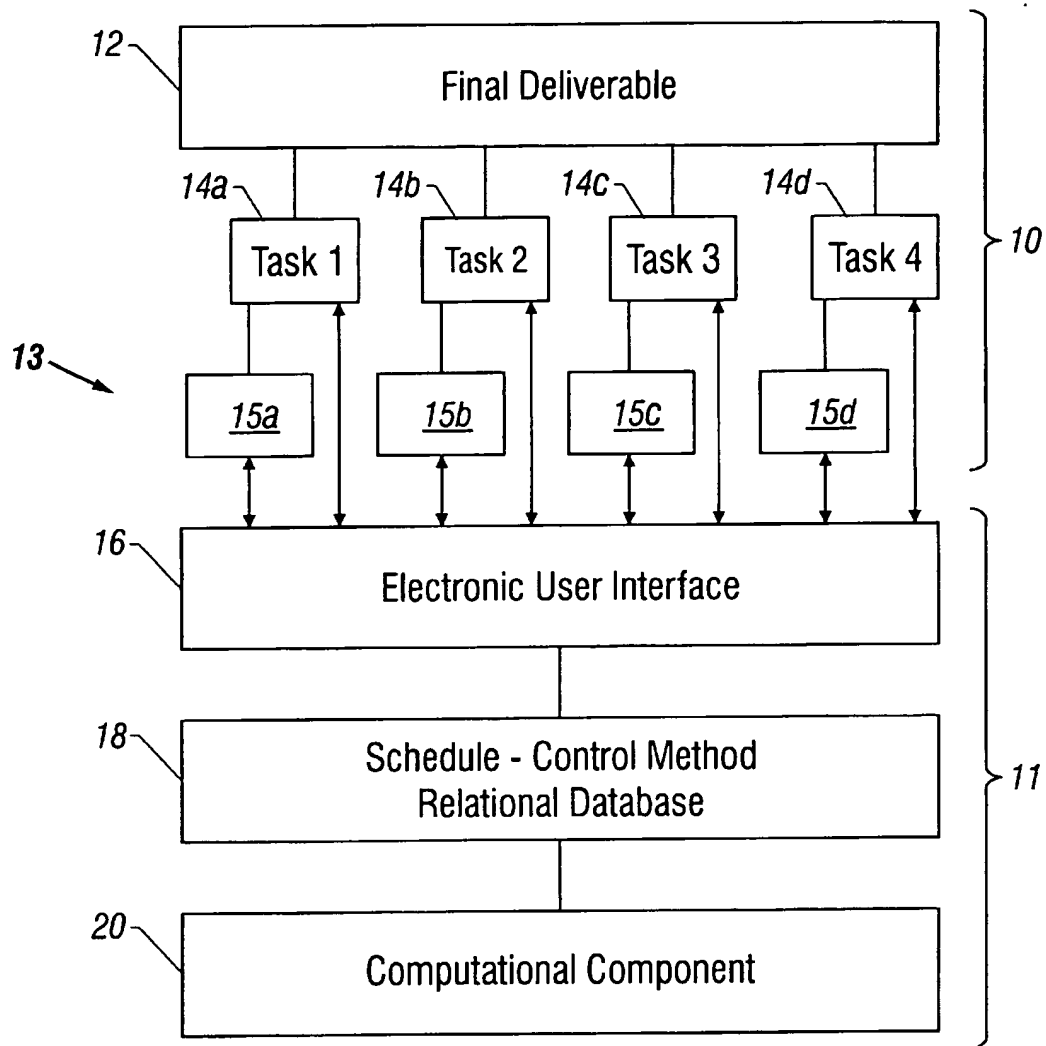 12
Final Deliverable
14a
14b
14c
14d
Task 1
Task 2
Task 3
Task 4
10
13
15a
15b
15c
15d
16
Electronic User Interface
18
Schedule - Control Method
Relational Database
11
20
Computational Component